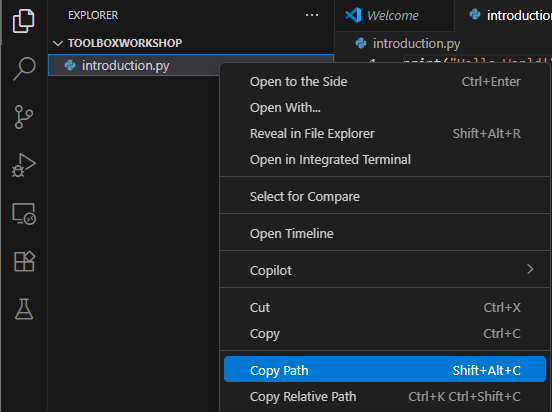 EXPLORER
···
Welcome
introduc
TOOLBOXWORKSHOP
introduction.py
introduction.py
1 print("Hello World!"
Open to the Side Ctrl+Enter
Open With...
Reveal in File Explorer Shift+Alt+R
Open in Integrated Terminal
Select for Compare
Open Timeline
Copilot
Cut Ctrl+X
Copy Ctrl+C
Copy Path Shift+Alt+C
Copy Relative Path Ctrl+K Ctrl+Shift+C